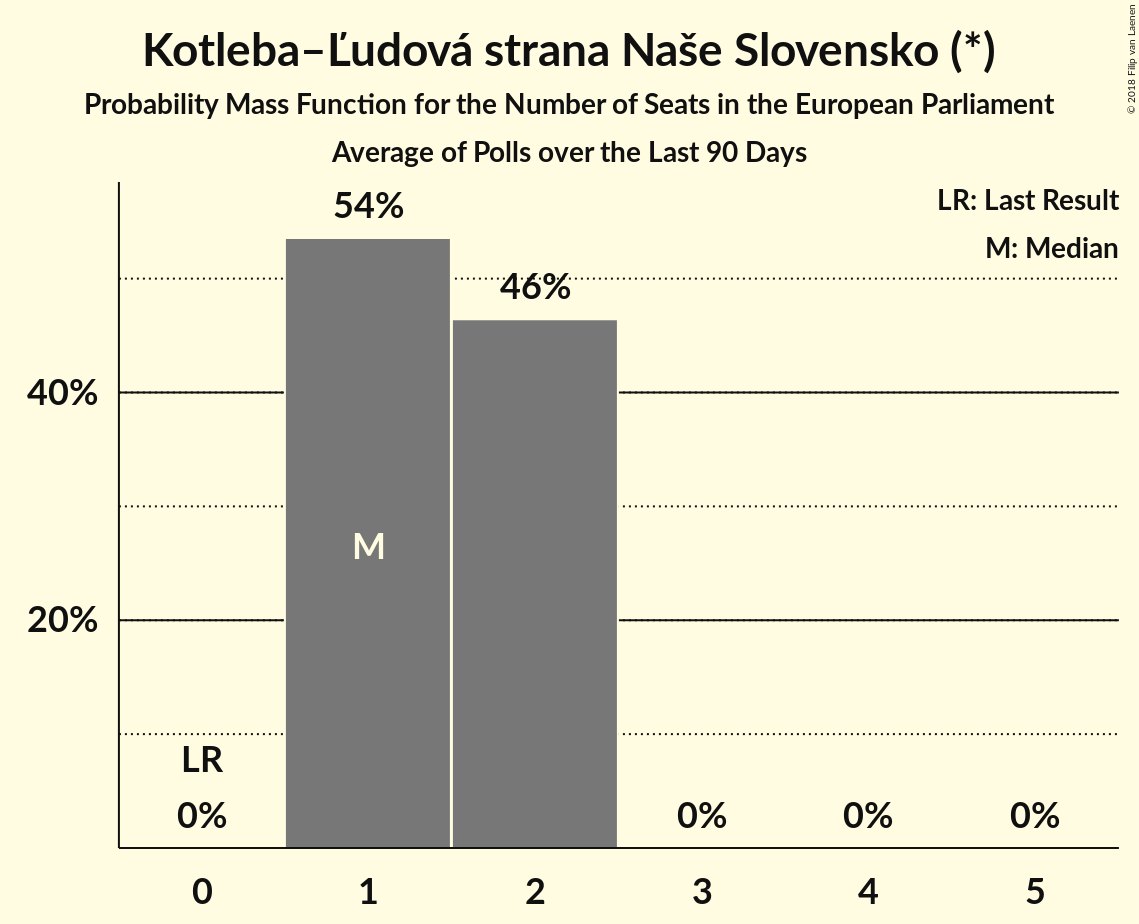 Kotleba–Ľudová strana Naše Slovensko (*)
Probability Mass Function for the Number of Seats in the European Parliament
Average of Polls over the Last 90 Days
© 2018 Filip van Laenen
LR: Last Result
M: Median
54%
46%
40%
M
20%
LR
0%
0%
0%
0%
0
1
2
3
4
5